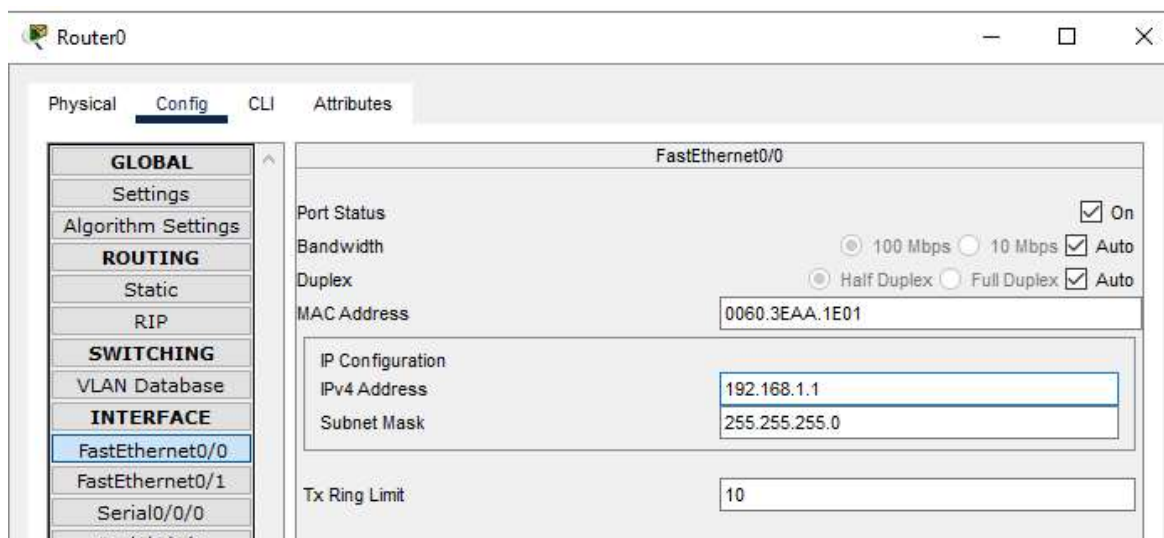 Router0
Physical Config CLI Attributes
GLOBAL
Settings
Algorithm Settings
ROUTING
Static
RIP
SWITCHING
VLAN Database
INTERFACE
FastEthernet0/0
FastEthernet0/1
Serial0/0/0
FastEthernet0/0
Port Status On
Bandwidth 100 Mbps 10 Mbps Auto
Duplex Half Duplex Full Duplex Auto
MAC Address 0060.3EAA.1E01
IP Configuration
IPv4 Address 192.168.1.1
Subnet Mask 255.255.255.0
Tx Ring Limit 10